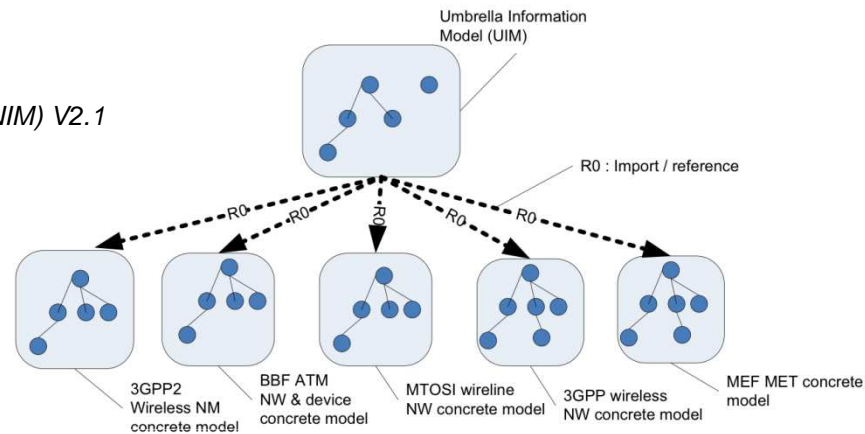 Umbrella Information
Model (UIM)
NIM) V2.1
R0 : Import / reference
R0
R0
R0
R0
R0
3GPP2
Wireless NM
concrete model
BBF ATM
NW & device
concrete model
MTOSI wireline
NW concrete model
3GPP wireless
NW concrete model
MEF MET concrete
model